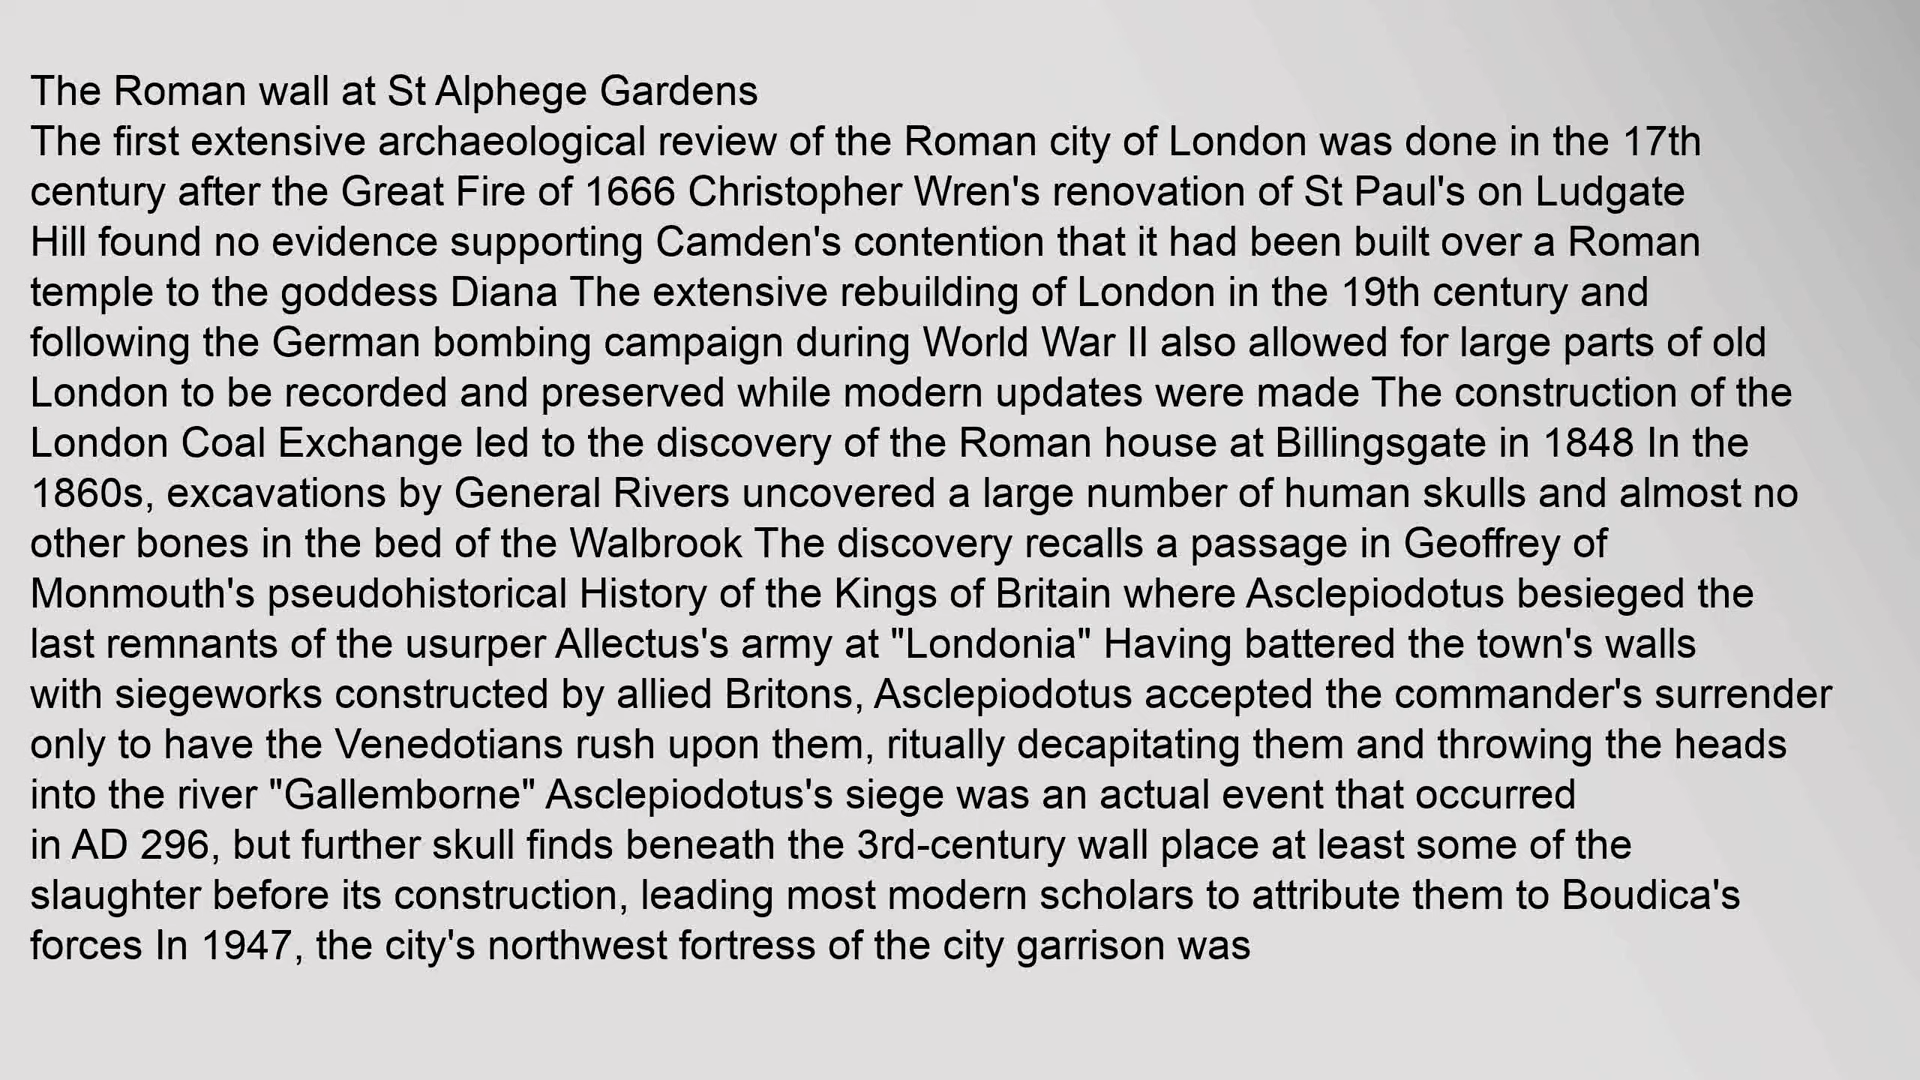 The Roman wall at St Alphege Gardens
The first extensive archaeological review of the Roman city of London was done in the 17th
century after the Great Fire of 1666 Christopher Wren's renovation of St Paul's on Ludgate
Hill found no evidence supporting Camden's contention that it had been built over a Roman
temple to the goddess Diana The extensive rebuilding of London in the 19th century and
following the German bombing campaign during World War II also allowed for large parts of old
London to be recorded and preserved while modern updates were made The construction of the
London Coal Exchange led to the discovery of the Roman house at Billingsgate in 1848 In the
1860s, excavations by General Rivers uncovered a large number of human skulls and almost no
other bones in the bed of the Walbrook The discovery recalls a passage in Geoffrey of
Monmouth's pseudohistorical History of the Kings of Britain where Asclepiodotus besieged the
last remnants of the usurper Allectus's army at "Londonia" Having battered the town's walls
with siegeworks constructed by allied Britons, Asclepiodotus accepted the commander's surrender
only to have the Venedotians rush upon them, ritually decapitating them and throwing the heads
into the river "Gallemborne" Asclepiodotus's siege was an actual event that occurred
in AD 296, but further skull finds beneath the 3rd-century wall place at least some of the
slaughter before its construction, leading most modern scholars to attribute them to Boudica's
forces In 1947, the city's northwest fortress of the city garrison was